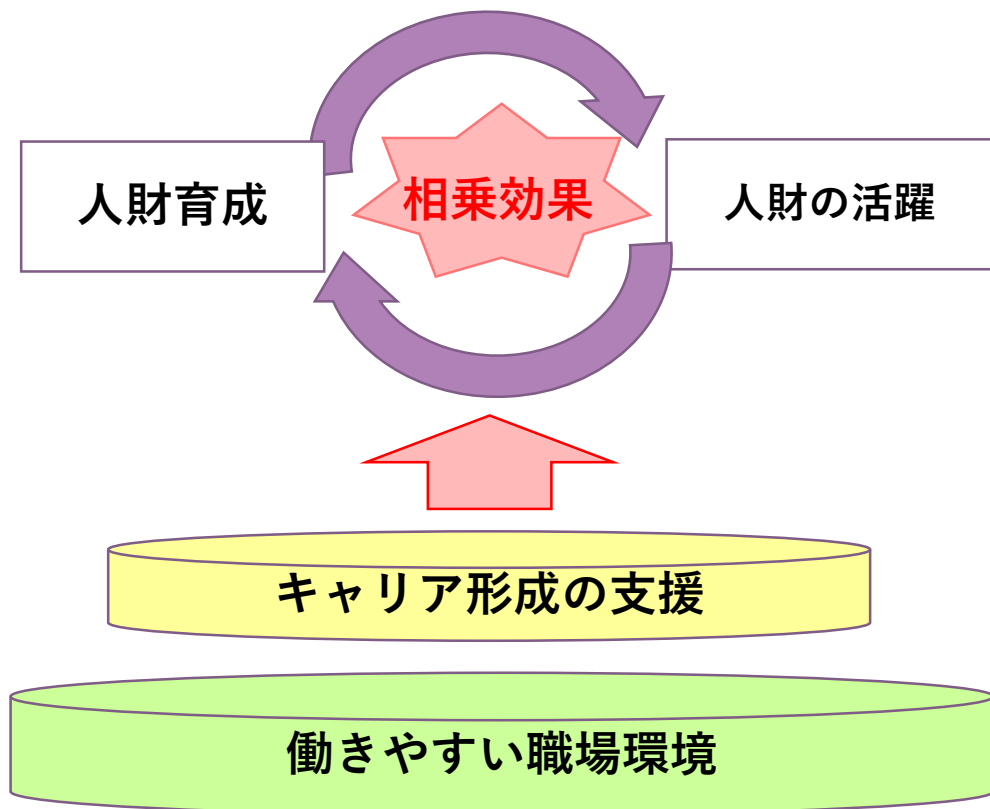 人財育成
相乗効果
人財の活躍
キャリア形成の支援
働きやすい職場環境